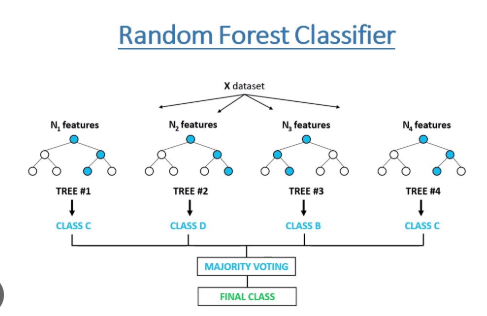 Random Forest Classifier
X dataset
N₁ features N₂ features N₃ features N₄ features
TREE #1 TREE #2 TREE #3 TREE #4
CLASS C CLASS D CLASS B CLASS C
MAJORITY VOTING
FINAL CLASS